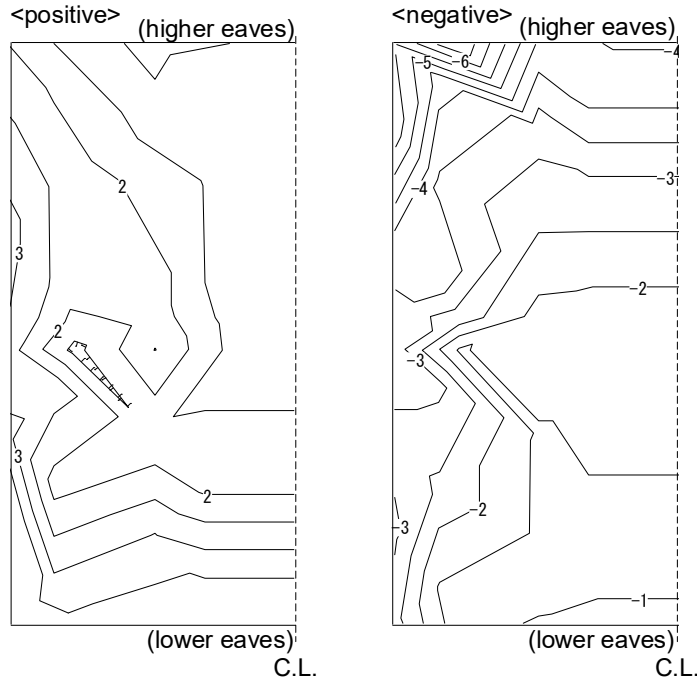 <positive>
(higher eaves)
2
3
2
3
2
(lower eaves)
C.L.
<negative>
(higher eaves)
-4
-5
-6
-4
-3
-2
-3
-2
-3
-1
(lower eaves)
C.L.